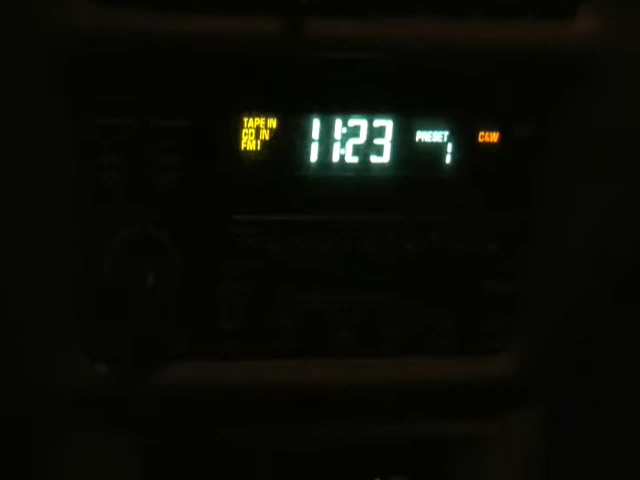 TAPE IN
CD IN
FM1
11:23
PRESET
1
C&W